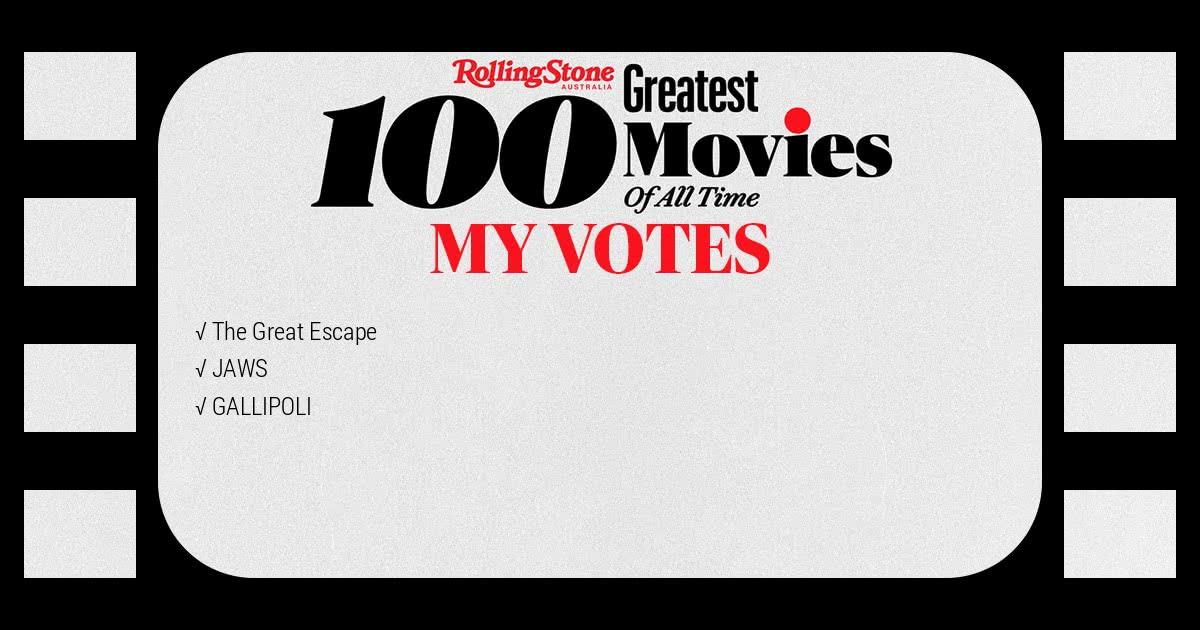 RollingStone
AUSTRALIA
100 Greatest
Movies
Of All Time
MY VOTES
√ The Great Escape
√ JAWS
√ GALLIPOLI